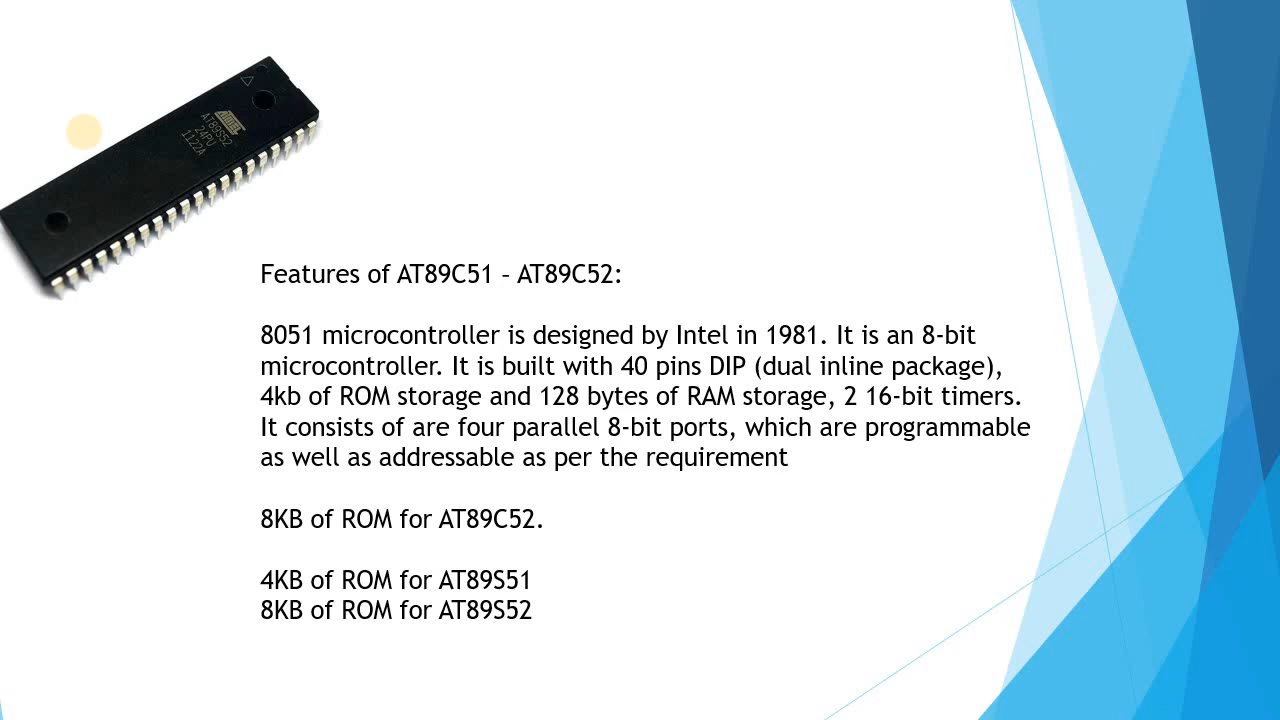 ATMEL
AT89S52
24PU
1122A
Features of AT89C51 – AT89C52:
8051 microcontroller is designed by Intel in 1981. It is an 8-bit
microcontroller. It is built with 40 pins DIP (dual inline package),
4kb of ROM storage and 128 bytes of RAM storage, 2 16-bit timers.
It consists of are four parallel 8-bit ports, which are programmable
as well as addressable as per the requirement
8KB of ROM for AT89C52.
4KB of ROM for AT89S51
8KB of ROM for AT89S52